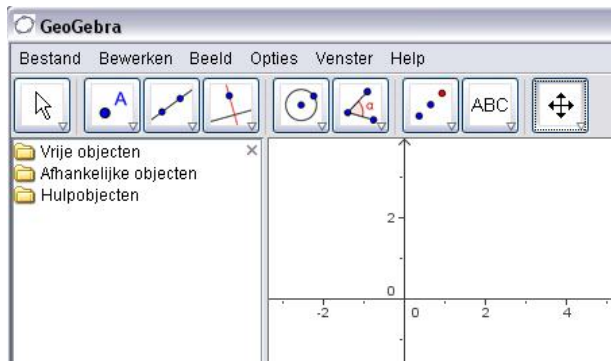 GeoGebra
Bestand Bewerken Beeld Opties Venster Help
A α ABC
Vrije objecten
Afhankelijke objecten
Hulpobjecten
2
0
-2 0 2 4